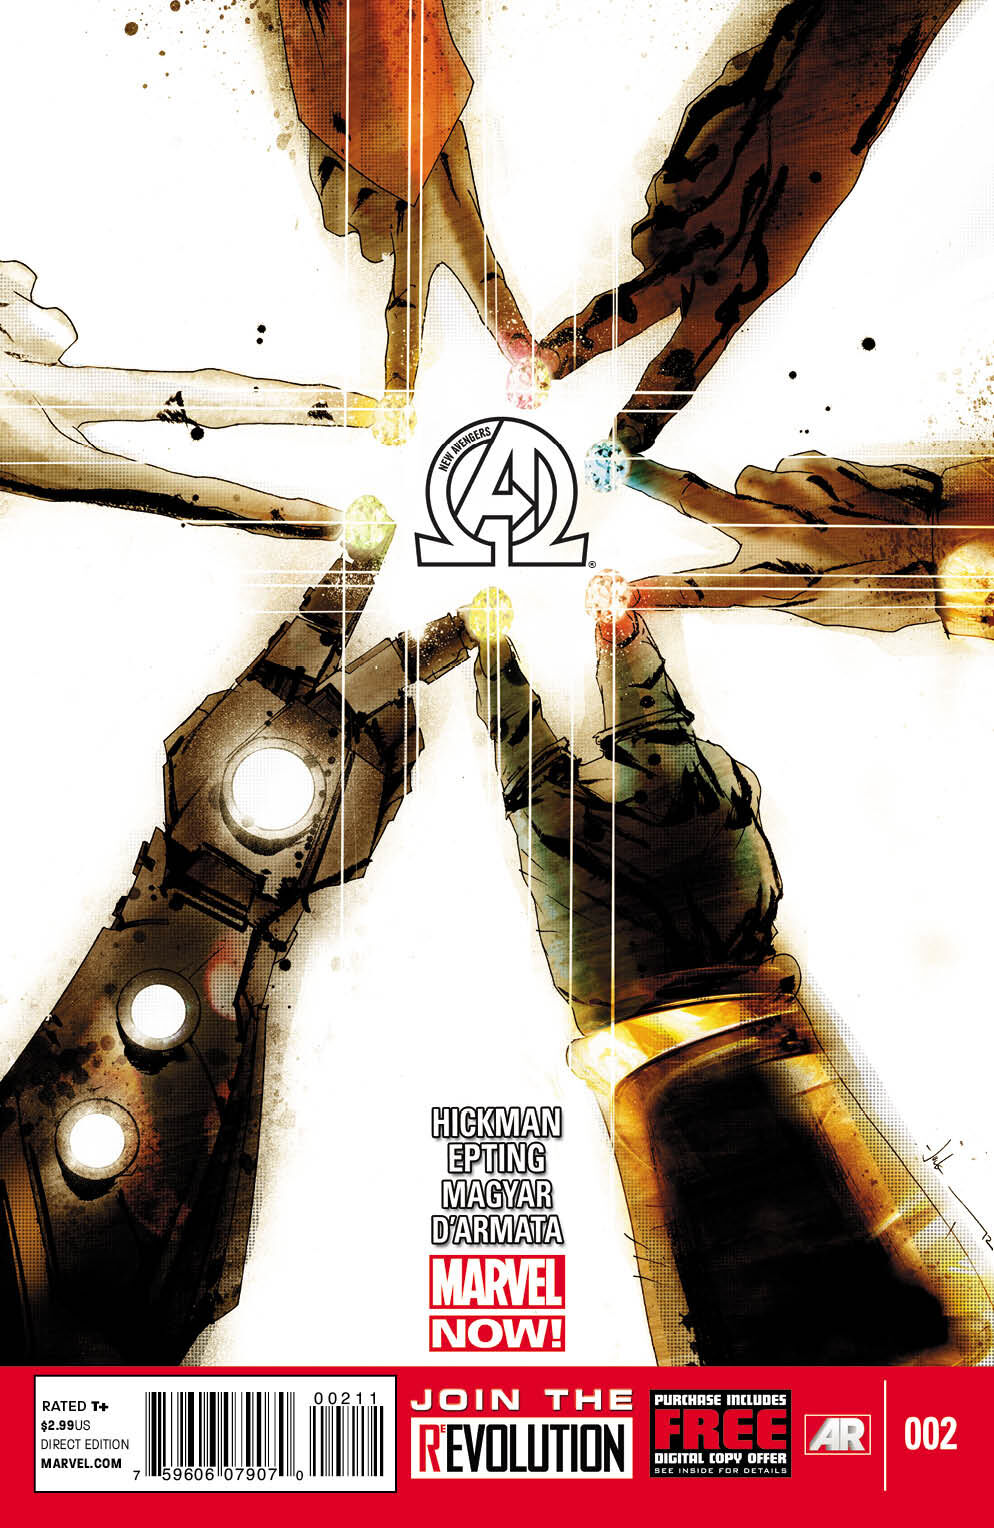 NEW AVENGERS
A
®
HICKMAN
EPTING
MAGYAR
D'ARMATA
MARVEL
NOW!
RATED T+
$2.99US
DIRECT EDITION
MARVEL.COM
00211
7 59606 07907 0
JOIN THE
REVOLUTION
PURCHASE INCLUDES
FREE
DIGITAL COPY OFFER
SEE INSIDE FOR DETAILS
AR
002